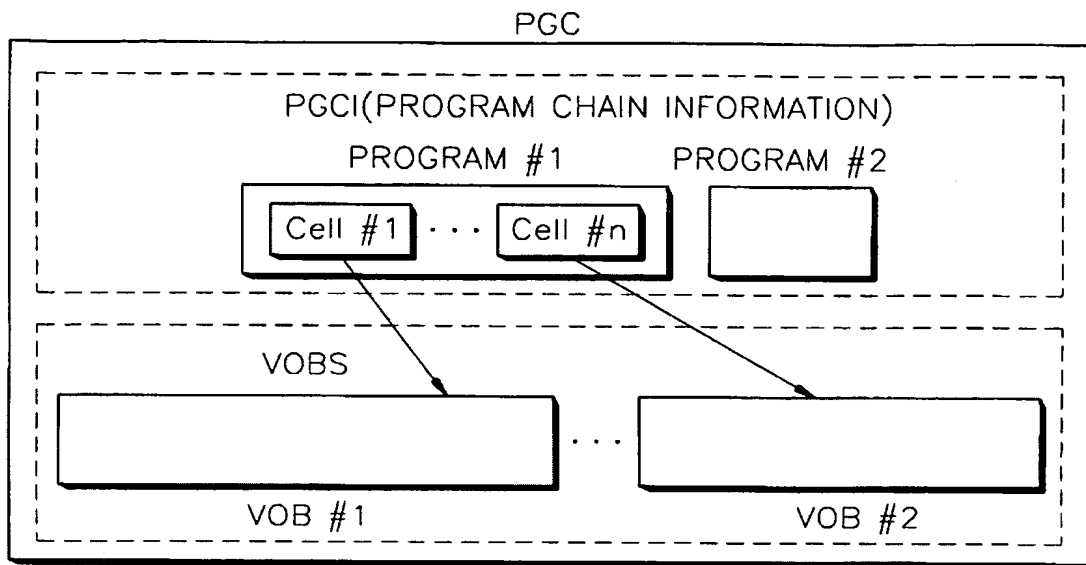 PGC
PGCI(PROGRAM CHAIN INFORMATION)
PROGRAM #1 PROGRAM #2
Cell #1 ··· Cell #n
VOBS
···
VOB #1 VOB #2